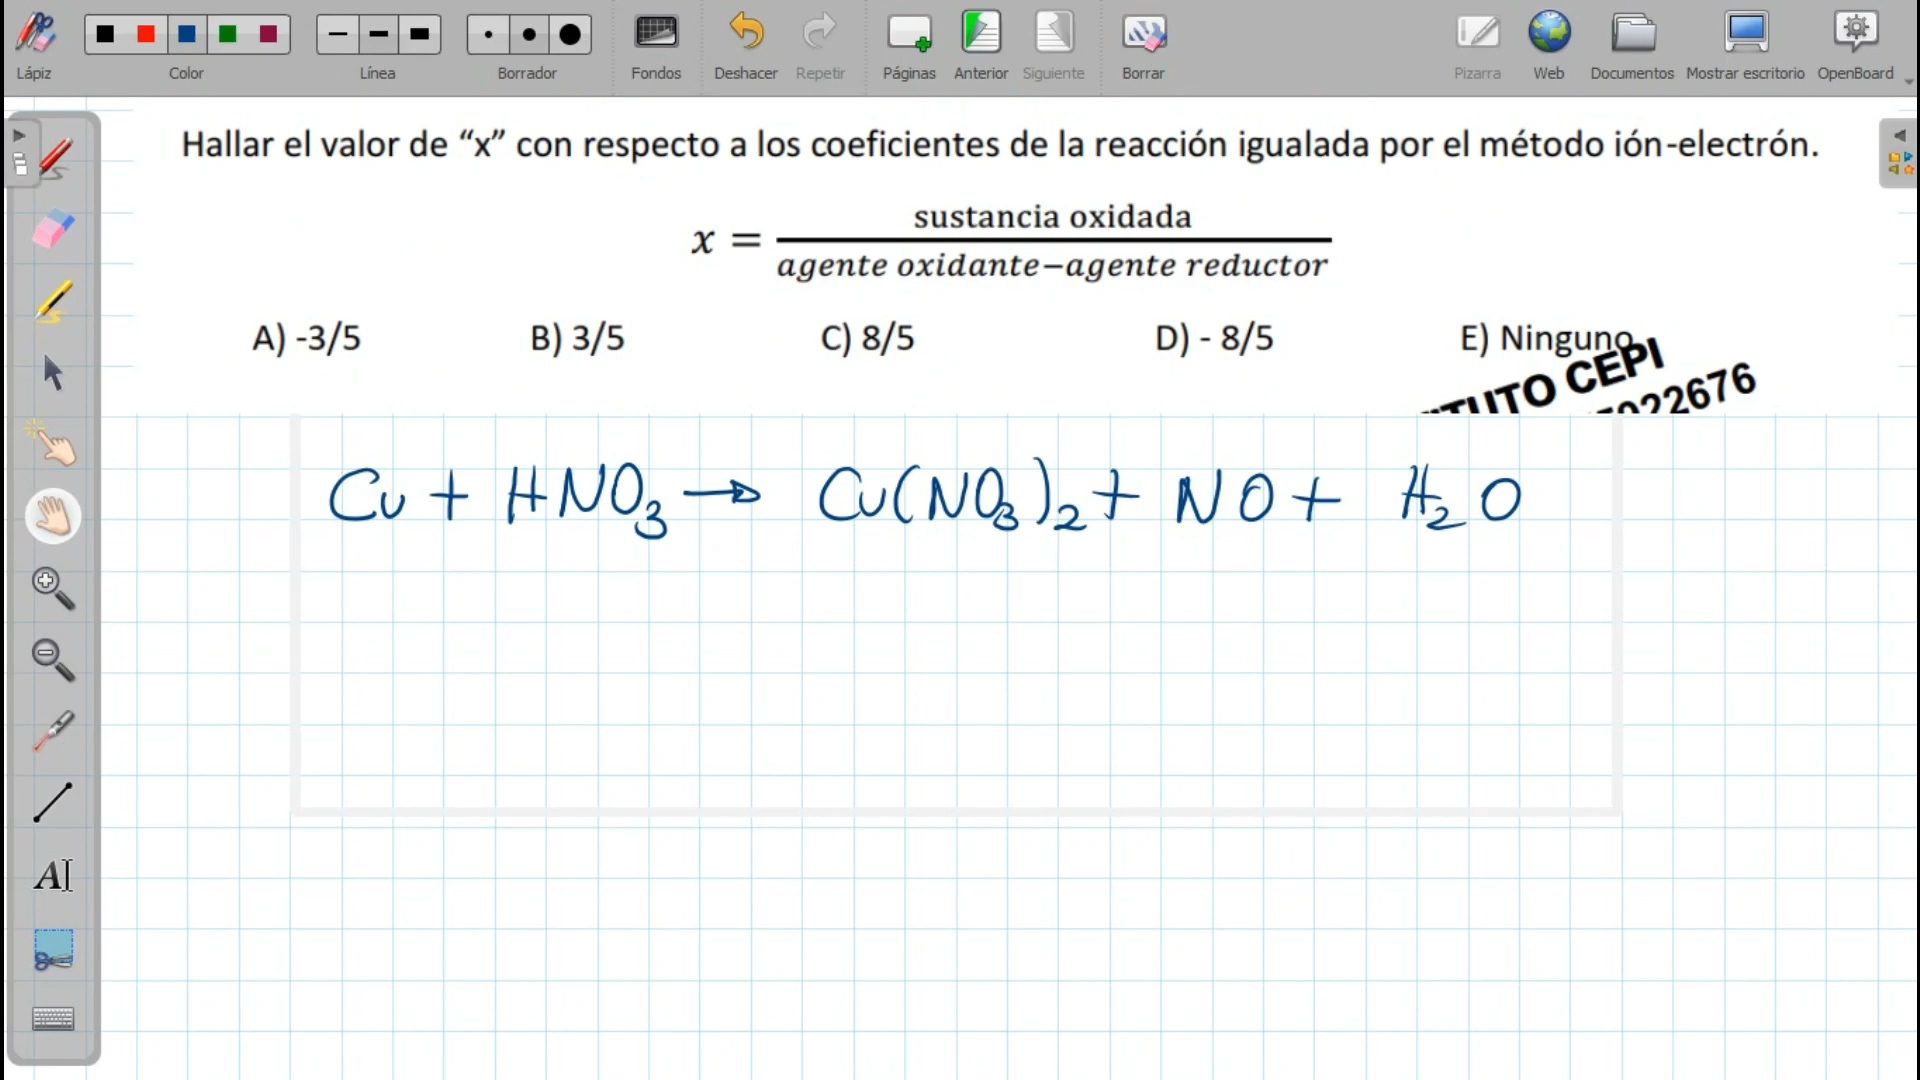 Lápiz Color Línea Borrador Fondos Deshacer Repetir Páginas Anterior Siguiente Borrar Pizarra Web Documentos Mostrar escritorio OpenBoard
Hallar el valor de “x” con respecto a los coeficientes de la reacción igualada por el método ión-electrón.
x = sustancia oxidada
agente oxidante−agente reductor
A) -3/5 B) 3/5 C) 8/5 D) - 8/5 E) Ninguno
CEPI
22676
Cu + HNO₃ → Cu(NO₃)₂ + NO + H₂O